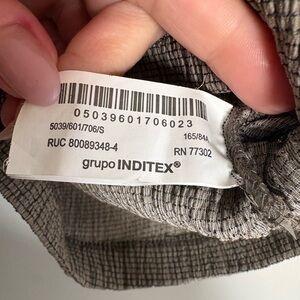 05039601706023
5039/601/706/S 165/84A
RUC 80089348-4 RN 77302
grupo INDITEX®